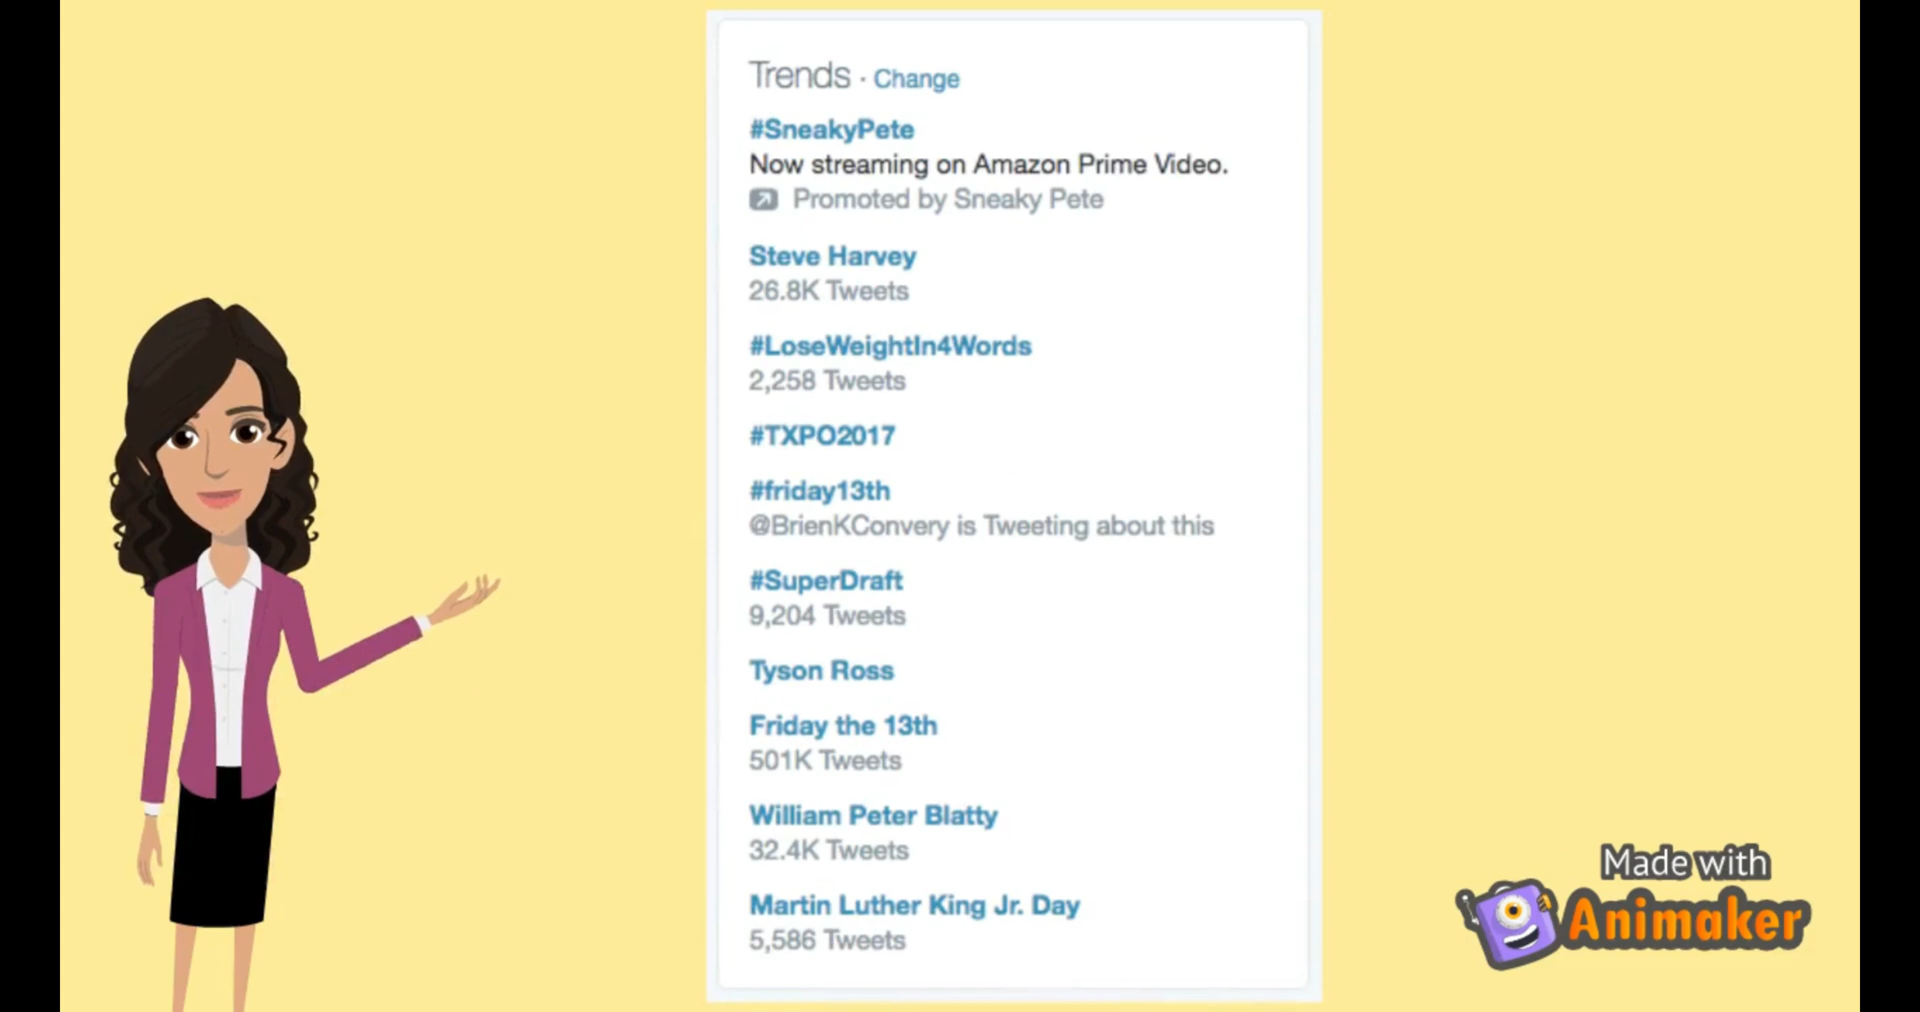 Trends · Change
#SneakyPete
Now streaming on Amazon Prime Video.
Promoted by Sneaky Pete
Steve Harvey
26.8K Tweets
#LoseWeightIn4Words
2,258 Tweets
#TXPO2017
#friday13th
@BrienKConvery is Tweeting about this
#SuperDraft
9,204 Tweets
Tyson Ross
Friday the 13th
501K Tweets
William Peter Blatty
32.4K Tweets
Martin Luther King Jr. Day
5,586 Tweets
Made with
Animaker